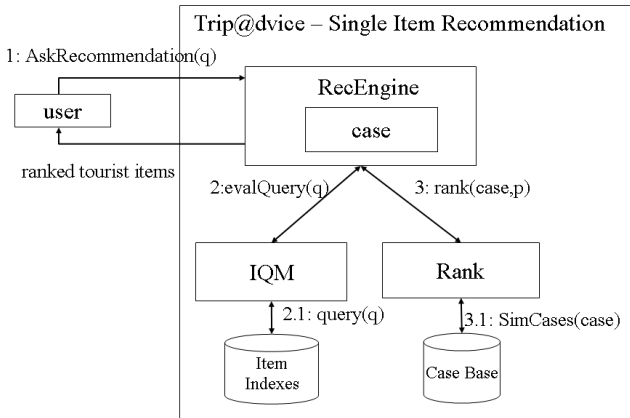 Trip@dvice – Single Item Recommendation
1: AskRecommendation(q)
RecEngine
user
case
ranked tourist items
2:evalQuery(q)
3: rank(case,p)
IQM
Rank
2.1: query(q)
3.1: SimCases(case)
Item
Indexes
Case Base